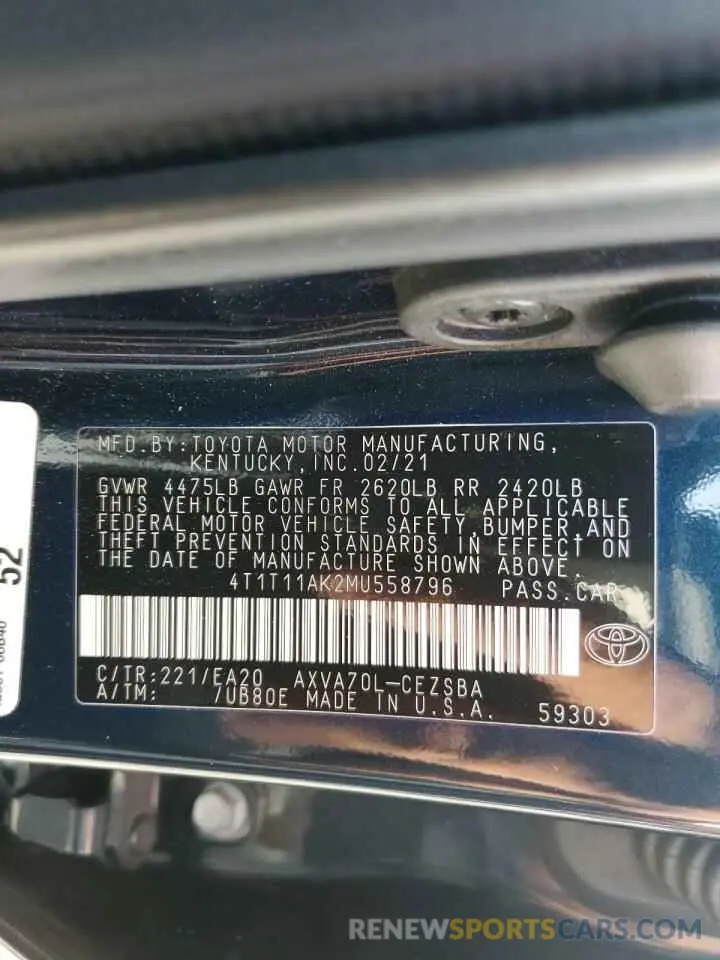 MFD.BY:TOYOTA MOTOR MANUFACTURING,
KENTUCKY,INC.02/21
GVWR 4475LB GAWR FR 2620LB RR 2420LB
THIS VEHICLE CONFORMS TO ALL APPLICABLE
FEDERAL MOTOR VEHICLE SAFETY,BUMPER,AND
THEFT PREVENTION STANDARDS IN EFFECT ON
THE DATE OF MANUFACTURE SHOWN ABOVE.
4T1T11AK2MU558796 PASS.CAR
C/TR:221/EA20 AXVA70L-CEZSBA
A/TM: /UB80E MADE IN U.S.A. 59303
52
RENEWSPORTSCARS.COM